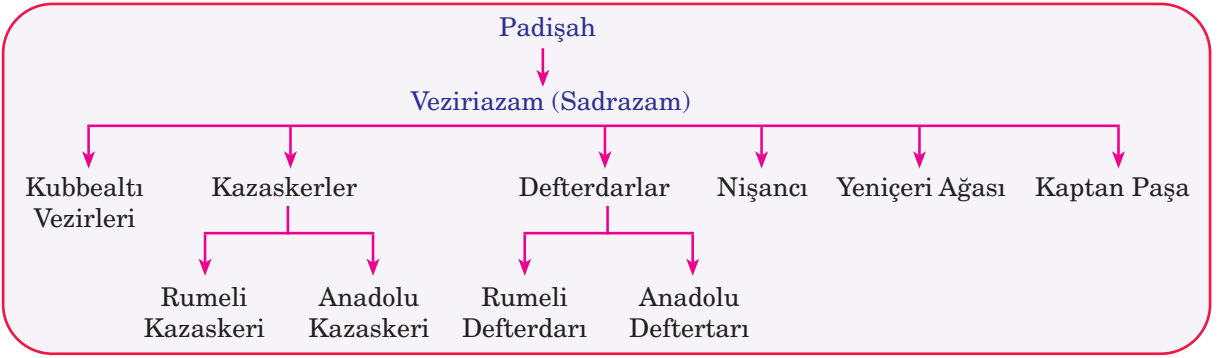 Padişah
Veziriazam (Sadrazam)
Kubbealtı
Vezirleri
Kazaskerler
Defterdarlar
Nişancı
Yeniçeri Ağası
Kaptan Paşa
Rumeli
Kazaskeri
Anadolu
Kazaskeri
Rumeli
Defterdarı
Anadolu
Deftertarı